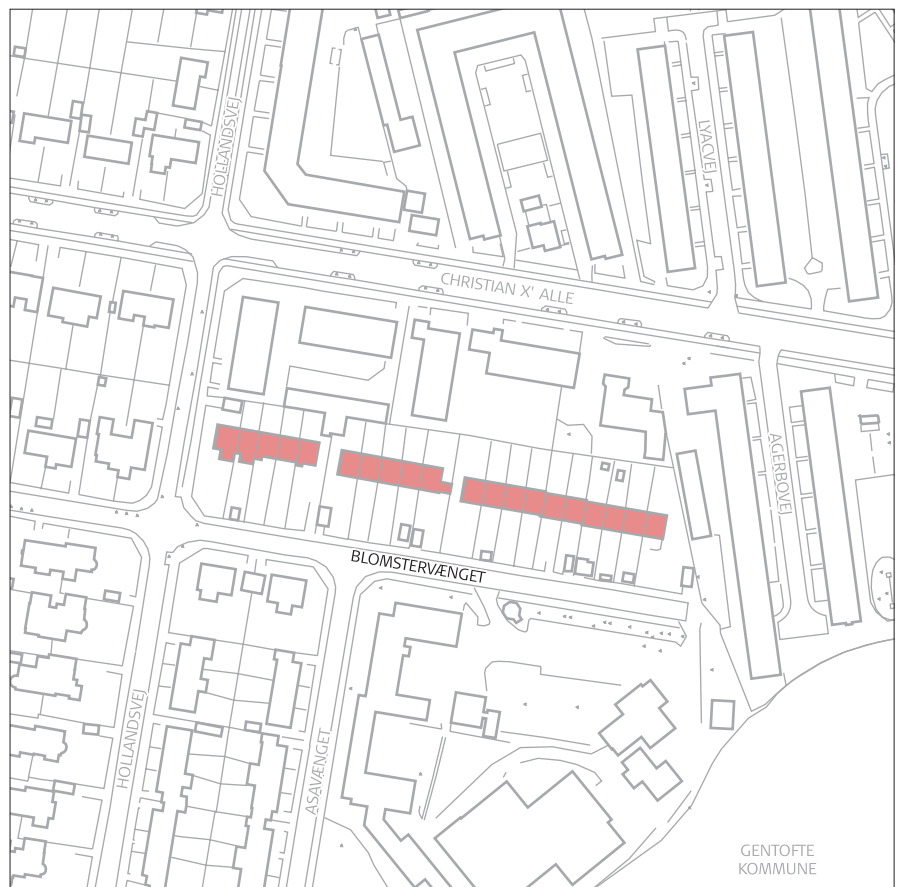 HOLLANDSVEJ
LYACVEJ
CHRISTIAN X' ALLE
AGERBOVEJ
BLOMSTERVÆNGET
HOLLANDSVEJ
ASAVÆNGET
GENTOFTE
KOMMUNE